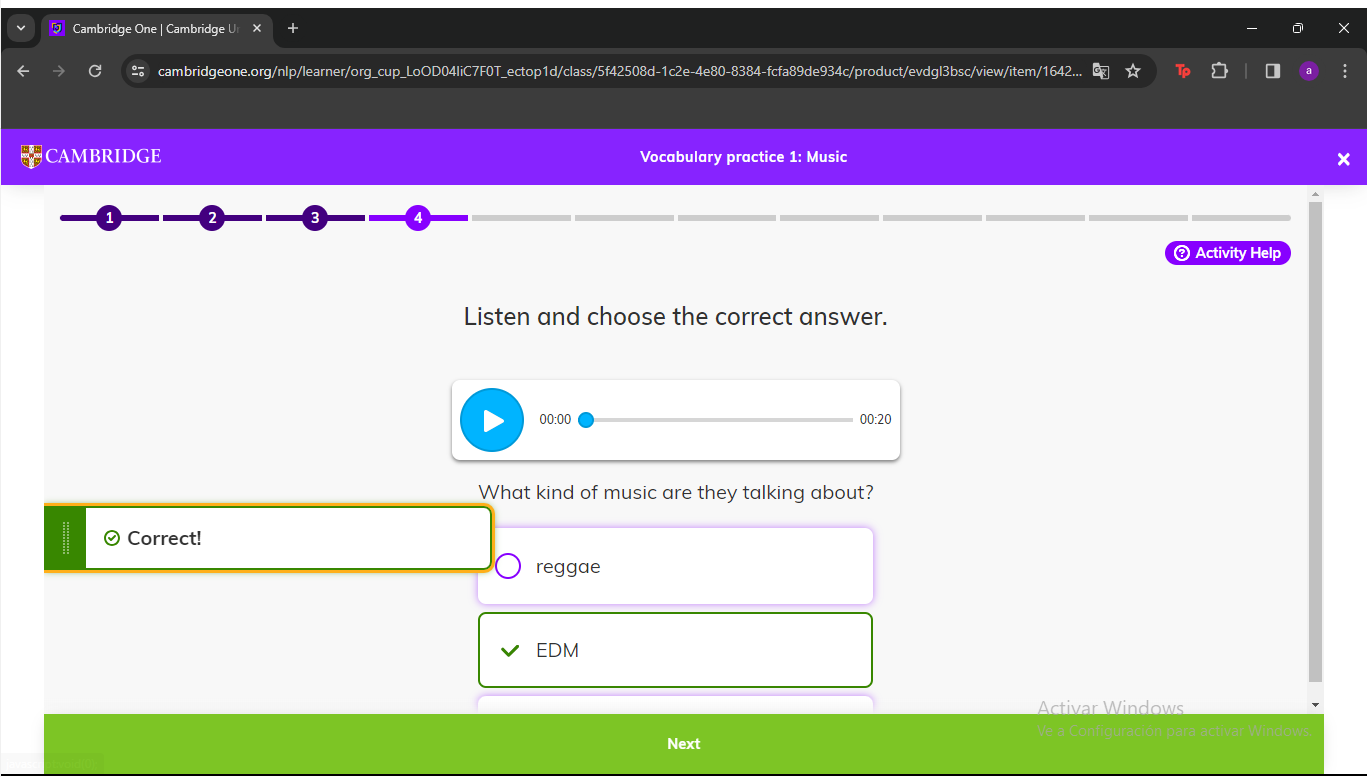 Cambridge One | Cambridge Un
cambridgeone.org/nlp/learner/org_cup_LoOD04liC7F0T_ectop1d/class/5f42508d-1c2e-4e80-8384-fcfa89de934c/product/evdgl3bsc/view/item/1642...
Tp
a
CAMBRIDGE
Vocabulary practice 1: Music
1 2 3 4
Activity Help
Listen and choose the correct answer.
00:00 00:20
What kind of music are they talking about?
Correct!
reggae
EDM
Activar Windows
Ve a Configuración para activar Windows.
Next